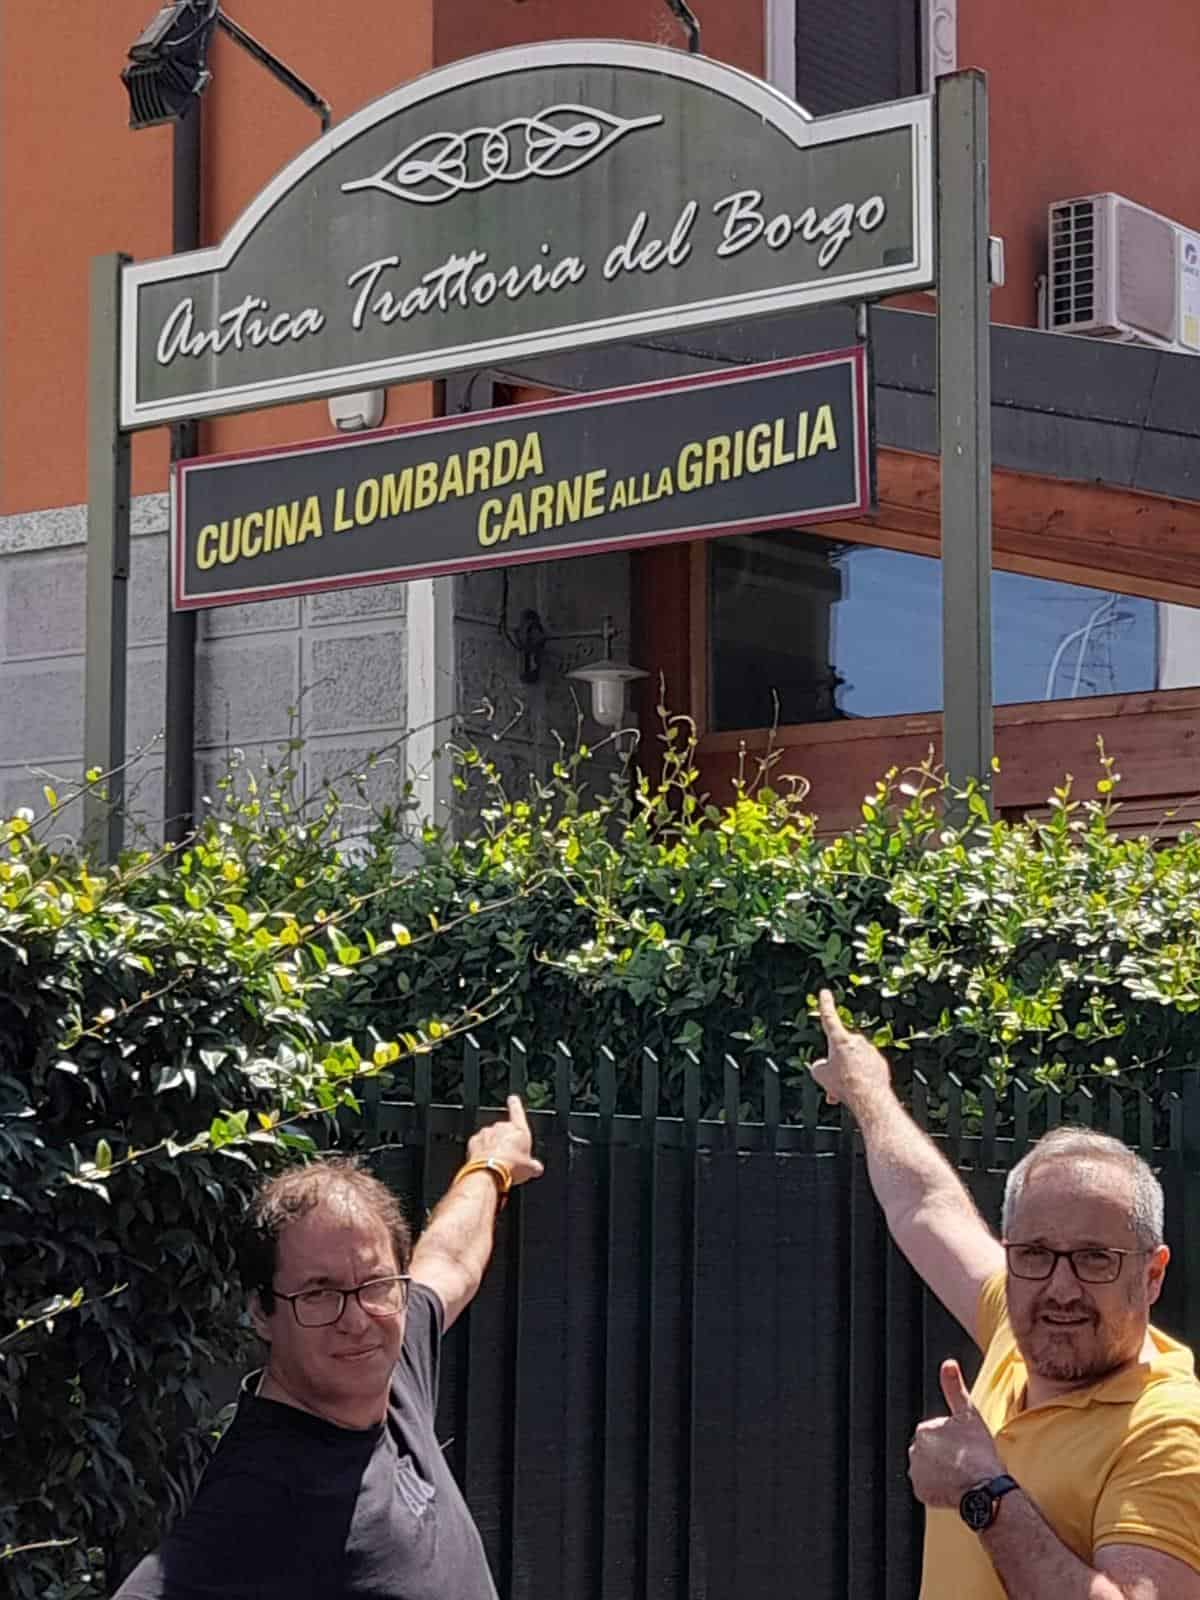 Antica Trattoria del Borgo
CUCINA LOMBARDA
CARNE ALLA GRIGLIA